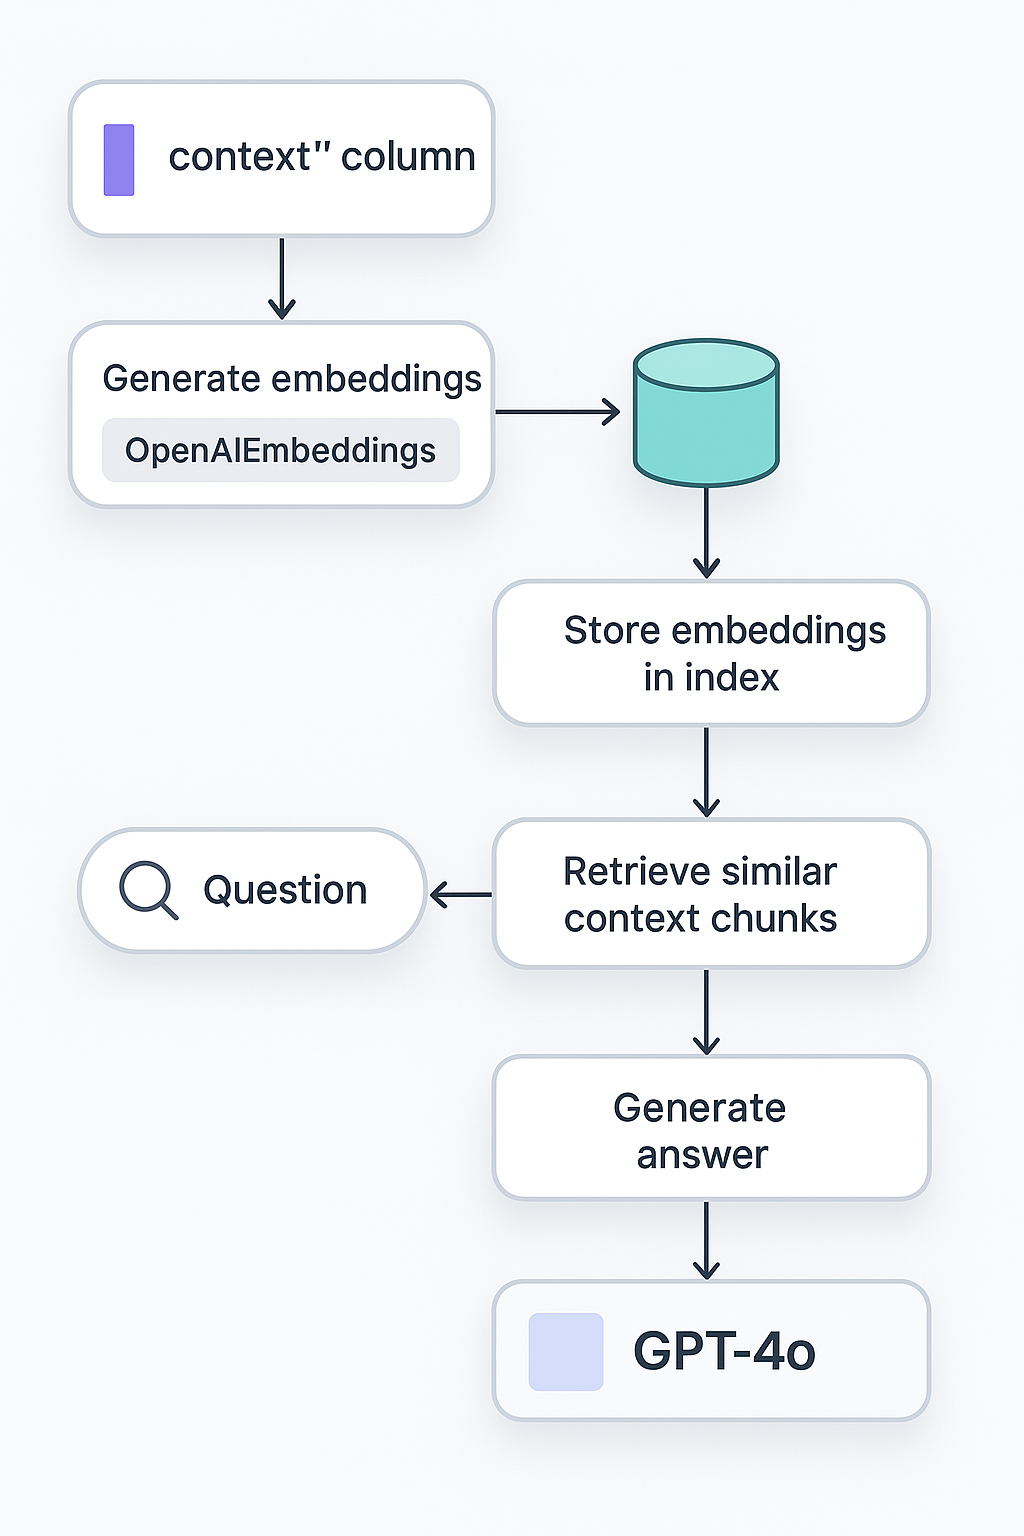 context" column
Generate embeddings
OpenAIEmbeddings
Store embeddings
in index
Retrieve similar
context chunks
Question
Generate
answer
GPT-4o